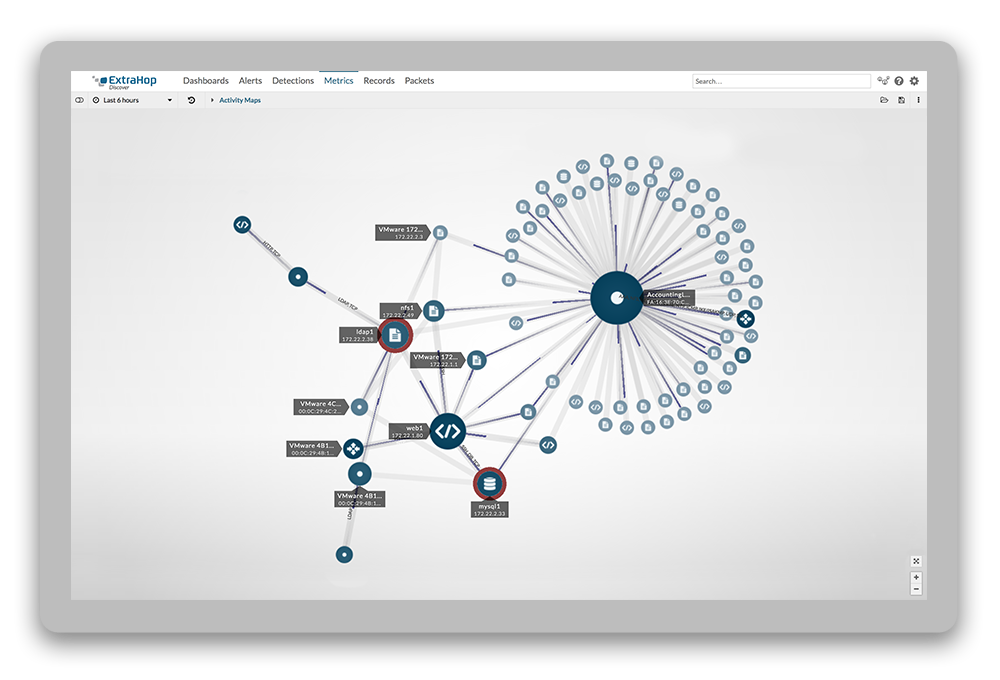 ExtraHop
Discover
Dashboards Alerts Detections Metrics Records Packets
Search...
Last 6 hours
Activity Maps
VMware 172...
172.22.2.3
HTTP TCP
LDAP TCP
AccountingL...
FA:16:3E:70:C...
nfs1
172.22.2.49
ldap1
172.22.2.38
VMware 172...
172.22.1.1
VMware 4C...
00:0C:29:4C:2...
web1
172.22.1.80
VMware 4B1...
00:0C:29:4B:1...
VMware 4B1...
00:0C:29:4B:1...
mysql1
172.22.2.33